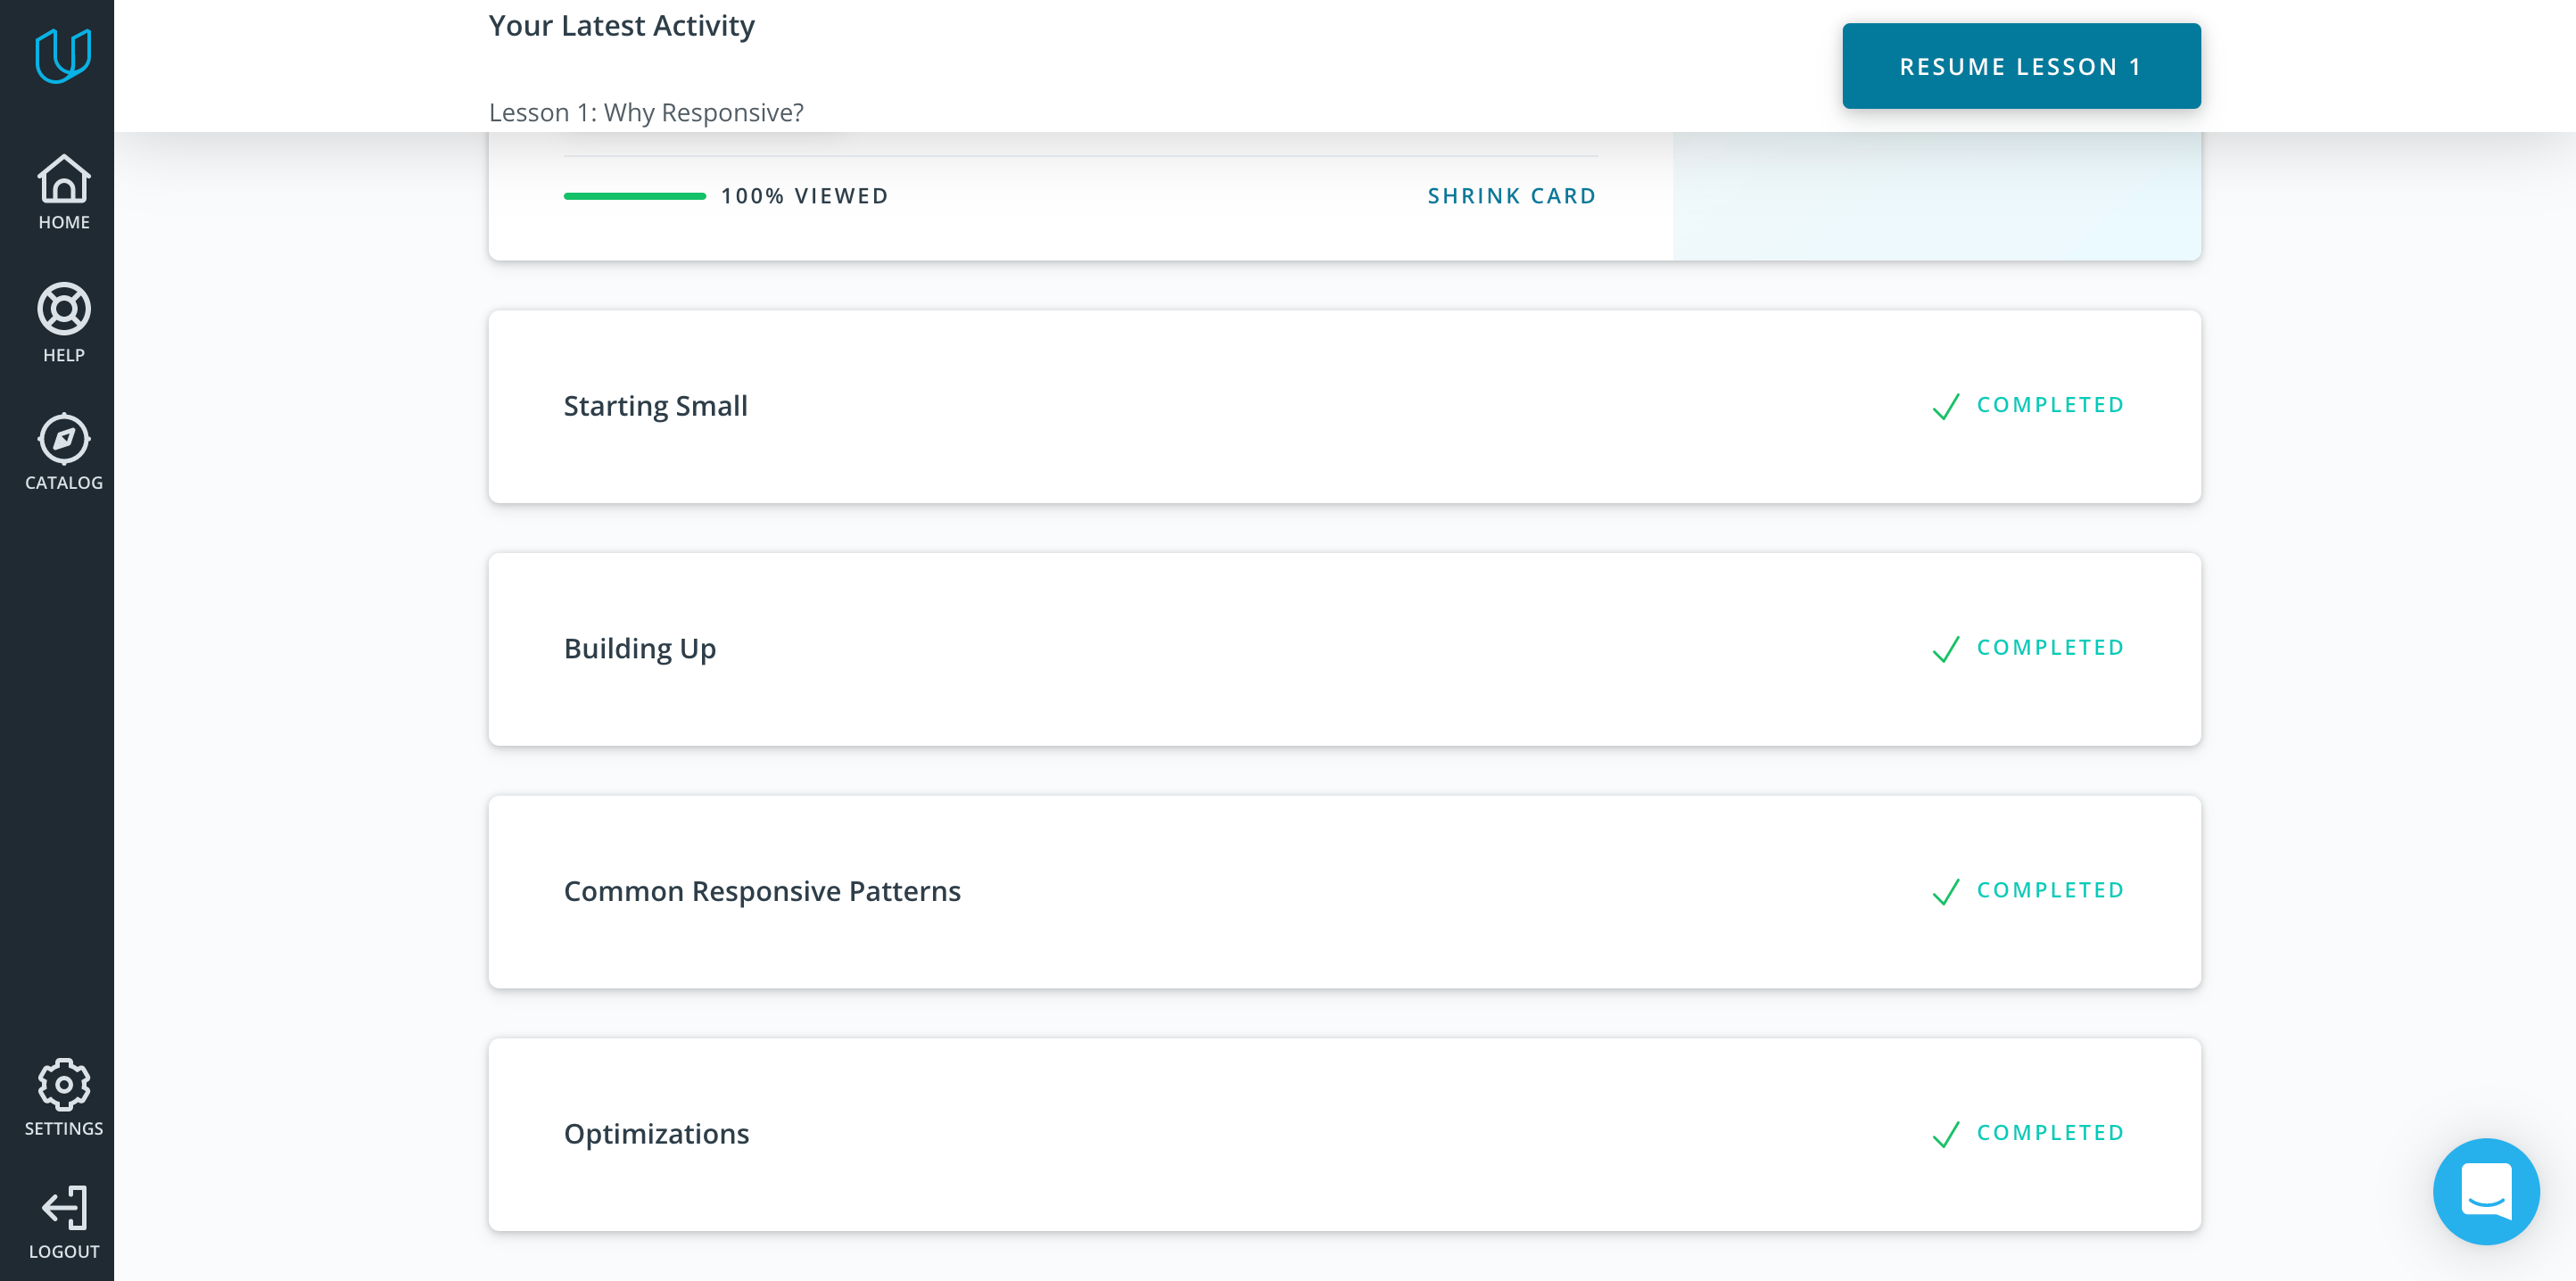 Your Latest Activity
RESUME LESSON 1
Lesson 1: Why Responsive?
100% VIEWED
SHRINK CARD
HOME
HELP
CATALOG
Starting Small
COMPLETED
Building Up
COMPLETED
Common Responsive Patterns
COMPLETED
Optimizations
COMPLETED
SETTINGS
LOGOUT